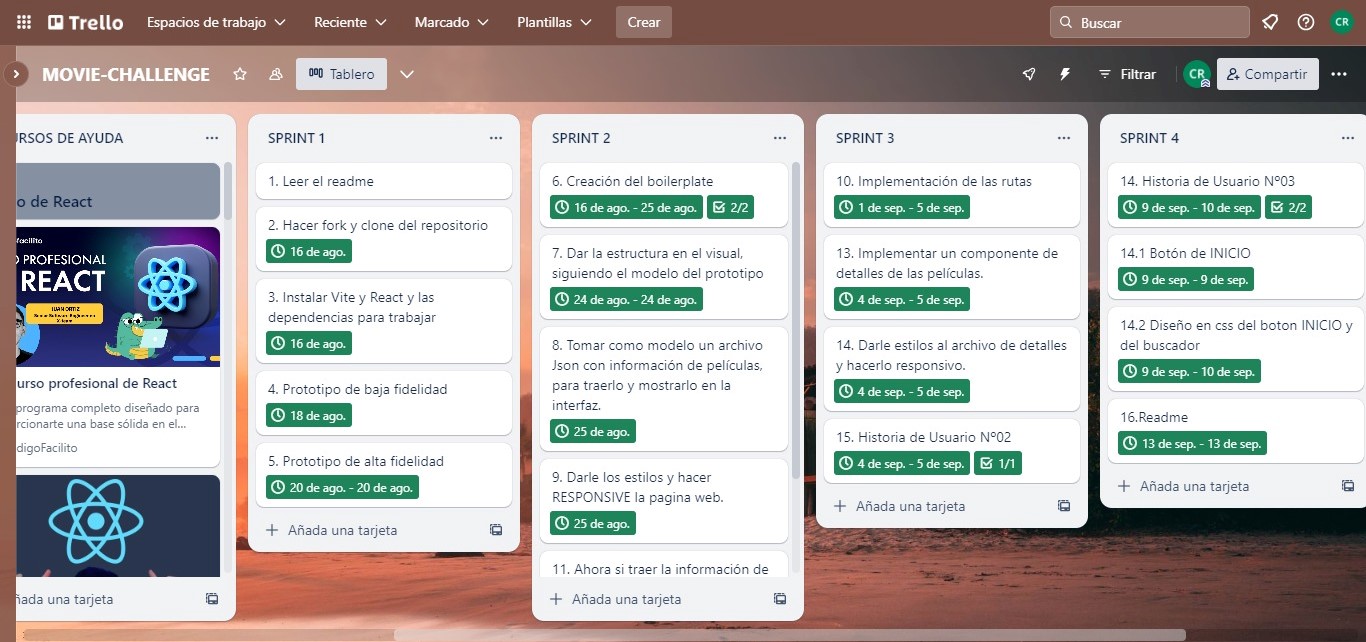 Trello
Espacios de trabajo
Reciente
Marcado
Plantillas
Crear
Buscar
CR
MOVIE-CHALLENGE
Tablero
Filtrar
CR
Compartir
URSOS DE AYUDA
o de React
facilito
O PROFESIONAL
REACT
JUAN ORTIZ
urso profesional de React
programa completo diseñado para
rcionarte una base sólida en el...
digoFacilito
ñada una tarjeta
SPRINT 1
1. Leer el readme
2. Hacer fork y clone del repositorio
16 de ago.
3. Instalar Vite y React y las
dependencias para trabajar
16 de ago.
4. Prototipo de baja fidelidad
18 de ago.
5. Prototipo de alta fidelidad
20 de ago. - 20 de ago.
Añada una tarjeta
SPRINT 2
6. Creación del boilerplate
16 de ago. - 25 de ago.
2/2
7. Dar la estructura en el visual,
siguiendo el modelo del prototipo
24 de ago. - 24 de ago.
8. Tomar como modelo un archivo
Json con información de películas,
para traerlo y mostrarlo en la
interfaz.
25 de ago.
9. Darle los estilos y hacer
RESPONSIVE la pagina web.
25 de ago.
11. Ahora si traer la información de
Añada una tarjeta
SPRINT 3
10. Implementación de las rutas
1 de sep. - 5 de sep.
13. Implementar un componente de
detalles de las películas.
4 de sep. - 5 de sep.
14. Darle estilos al archivo de detalles
y hacerlo responsivo.
4 de sep. - 5 de sep.
15. Historia de Usuario Nº02
4 de sep. - 5 de sep.
1/1
Añada una tarjeta
SPRINT 4
14. Historia de Usuario Nº03
9 de sep. - 10 de sep.
2/2
14.1 Botón de INICIO
9 de sep. - 9 de sep.
14.2 Diseño en css del boton INICIO y
del buscador
9 de sep. - 10 de sep.
16.Readme
13 de sep. - 13 de sep.
Añada una tarjeta